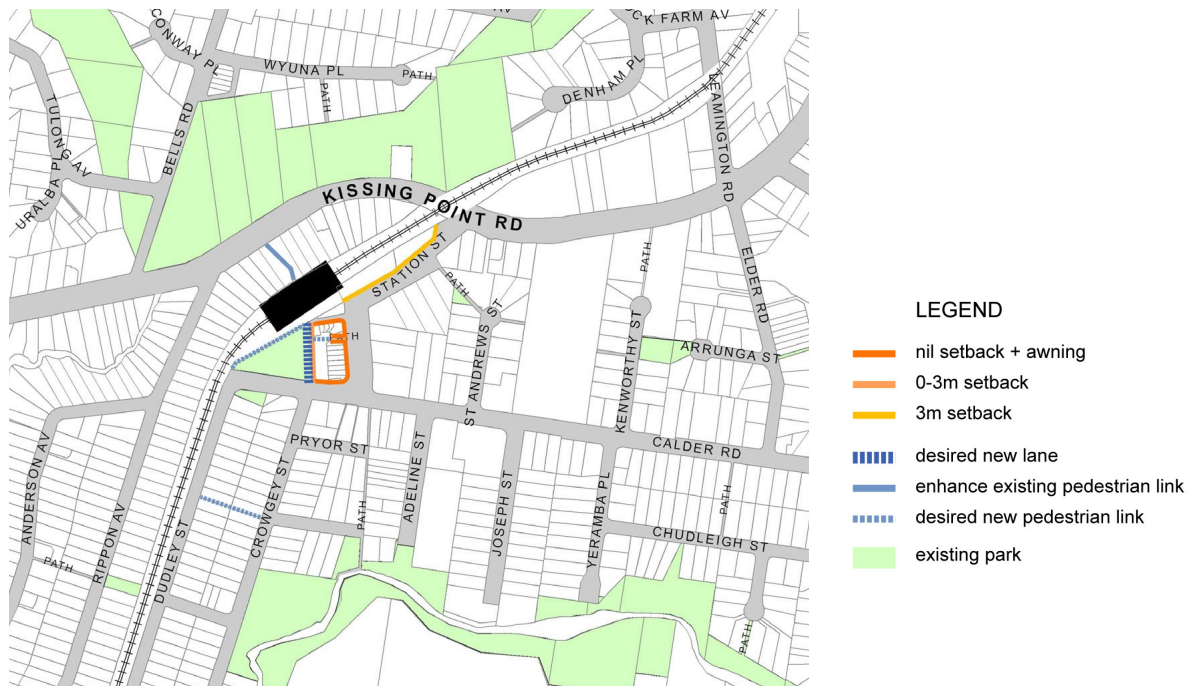 CK FARM AV
CONWAY PL
WYUNA PL
PATH
PATH
DENHAM PL
LEAMINGTON RD
TULONG AV
BELLS RD
URALBA PL
KISSING POINT RD
STATION ST
PATH
ELDER RD
PATH
PATH
ST ANDREWS ST
KENWORTHY ST
ARRUNGA ST
LEGEND
nil setback + awning
0-3m setback
3m setback
desired new lane
enhance existing pedestrian link
desired new pedestrian link
existing park
PRYOR ST
CALDER RD
ANDERSON AV
RIPPON AV
DUDLEY ST
CROWGEY ST
ADELINE ST
PATH
JOSEPH ST
YERAMBA PL
PATH
CHUDLEIGH ST
PATH
PATH